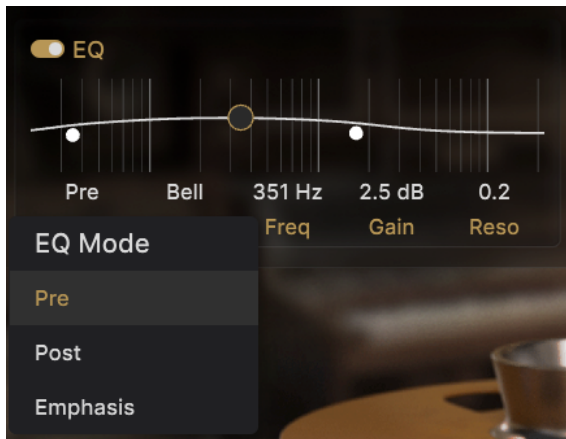 EQ
Pre Bell 351 Hz 2.5 dB 0.2
Freq Gain Reso
EQ Mode
Pre
Post
Emphasis